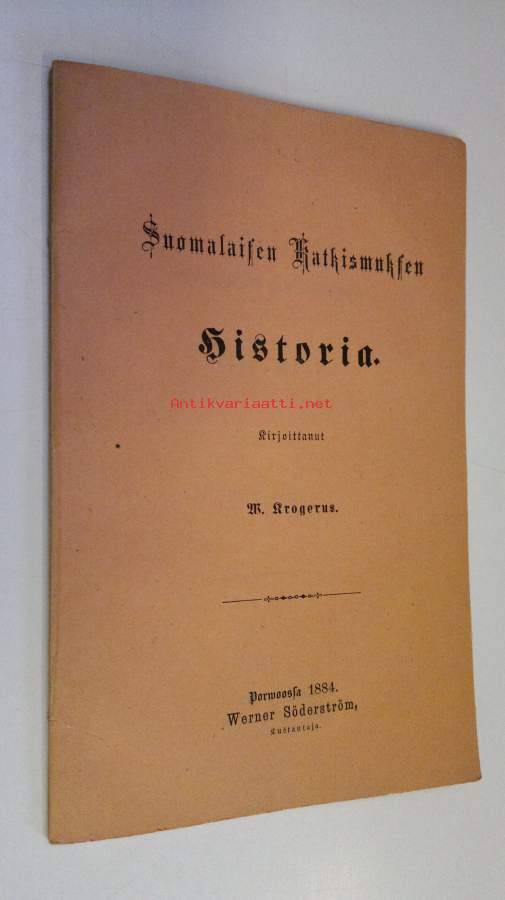 Suomalaisen Katkismuksen
Historia.
Antikvariaatti.net
Kirjoittanut
W. Krogerus.
Porwoossa 1884.
Werner Söderström,
Kustantaja.